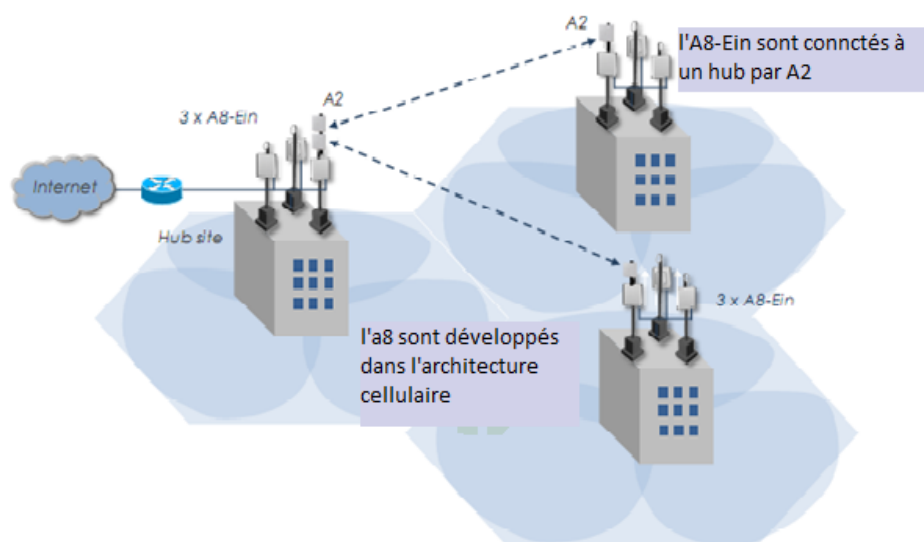 A2
l'A8-Ein sont connctés à
un hub par A2
A2
3 x A8-Ein
Internet
Hub site
3 x A8-Ein
l'a8 sont développés
dans l'architecture
cellulaire